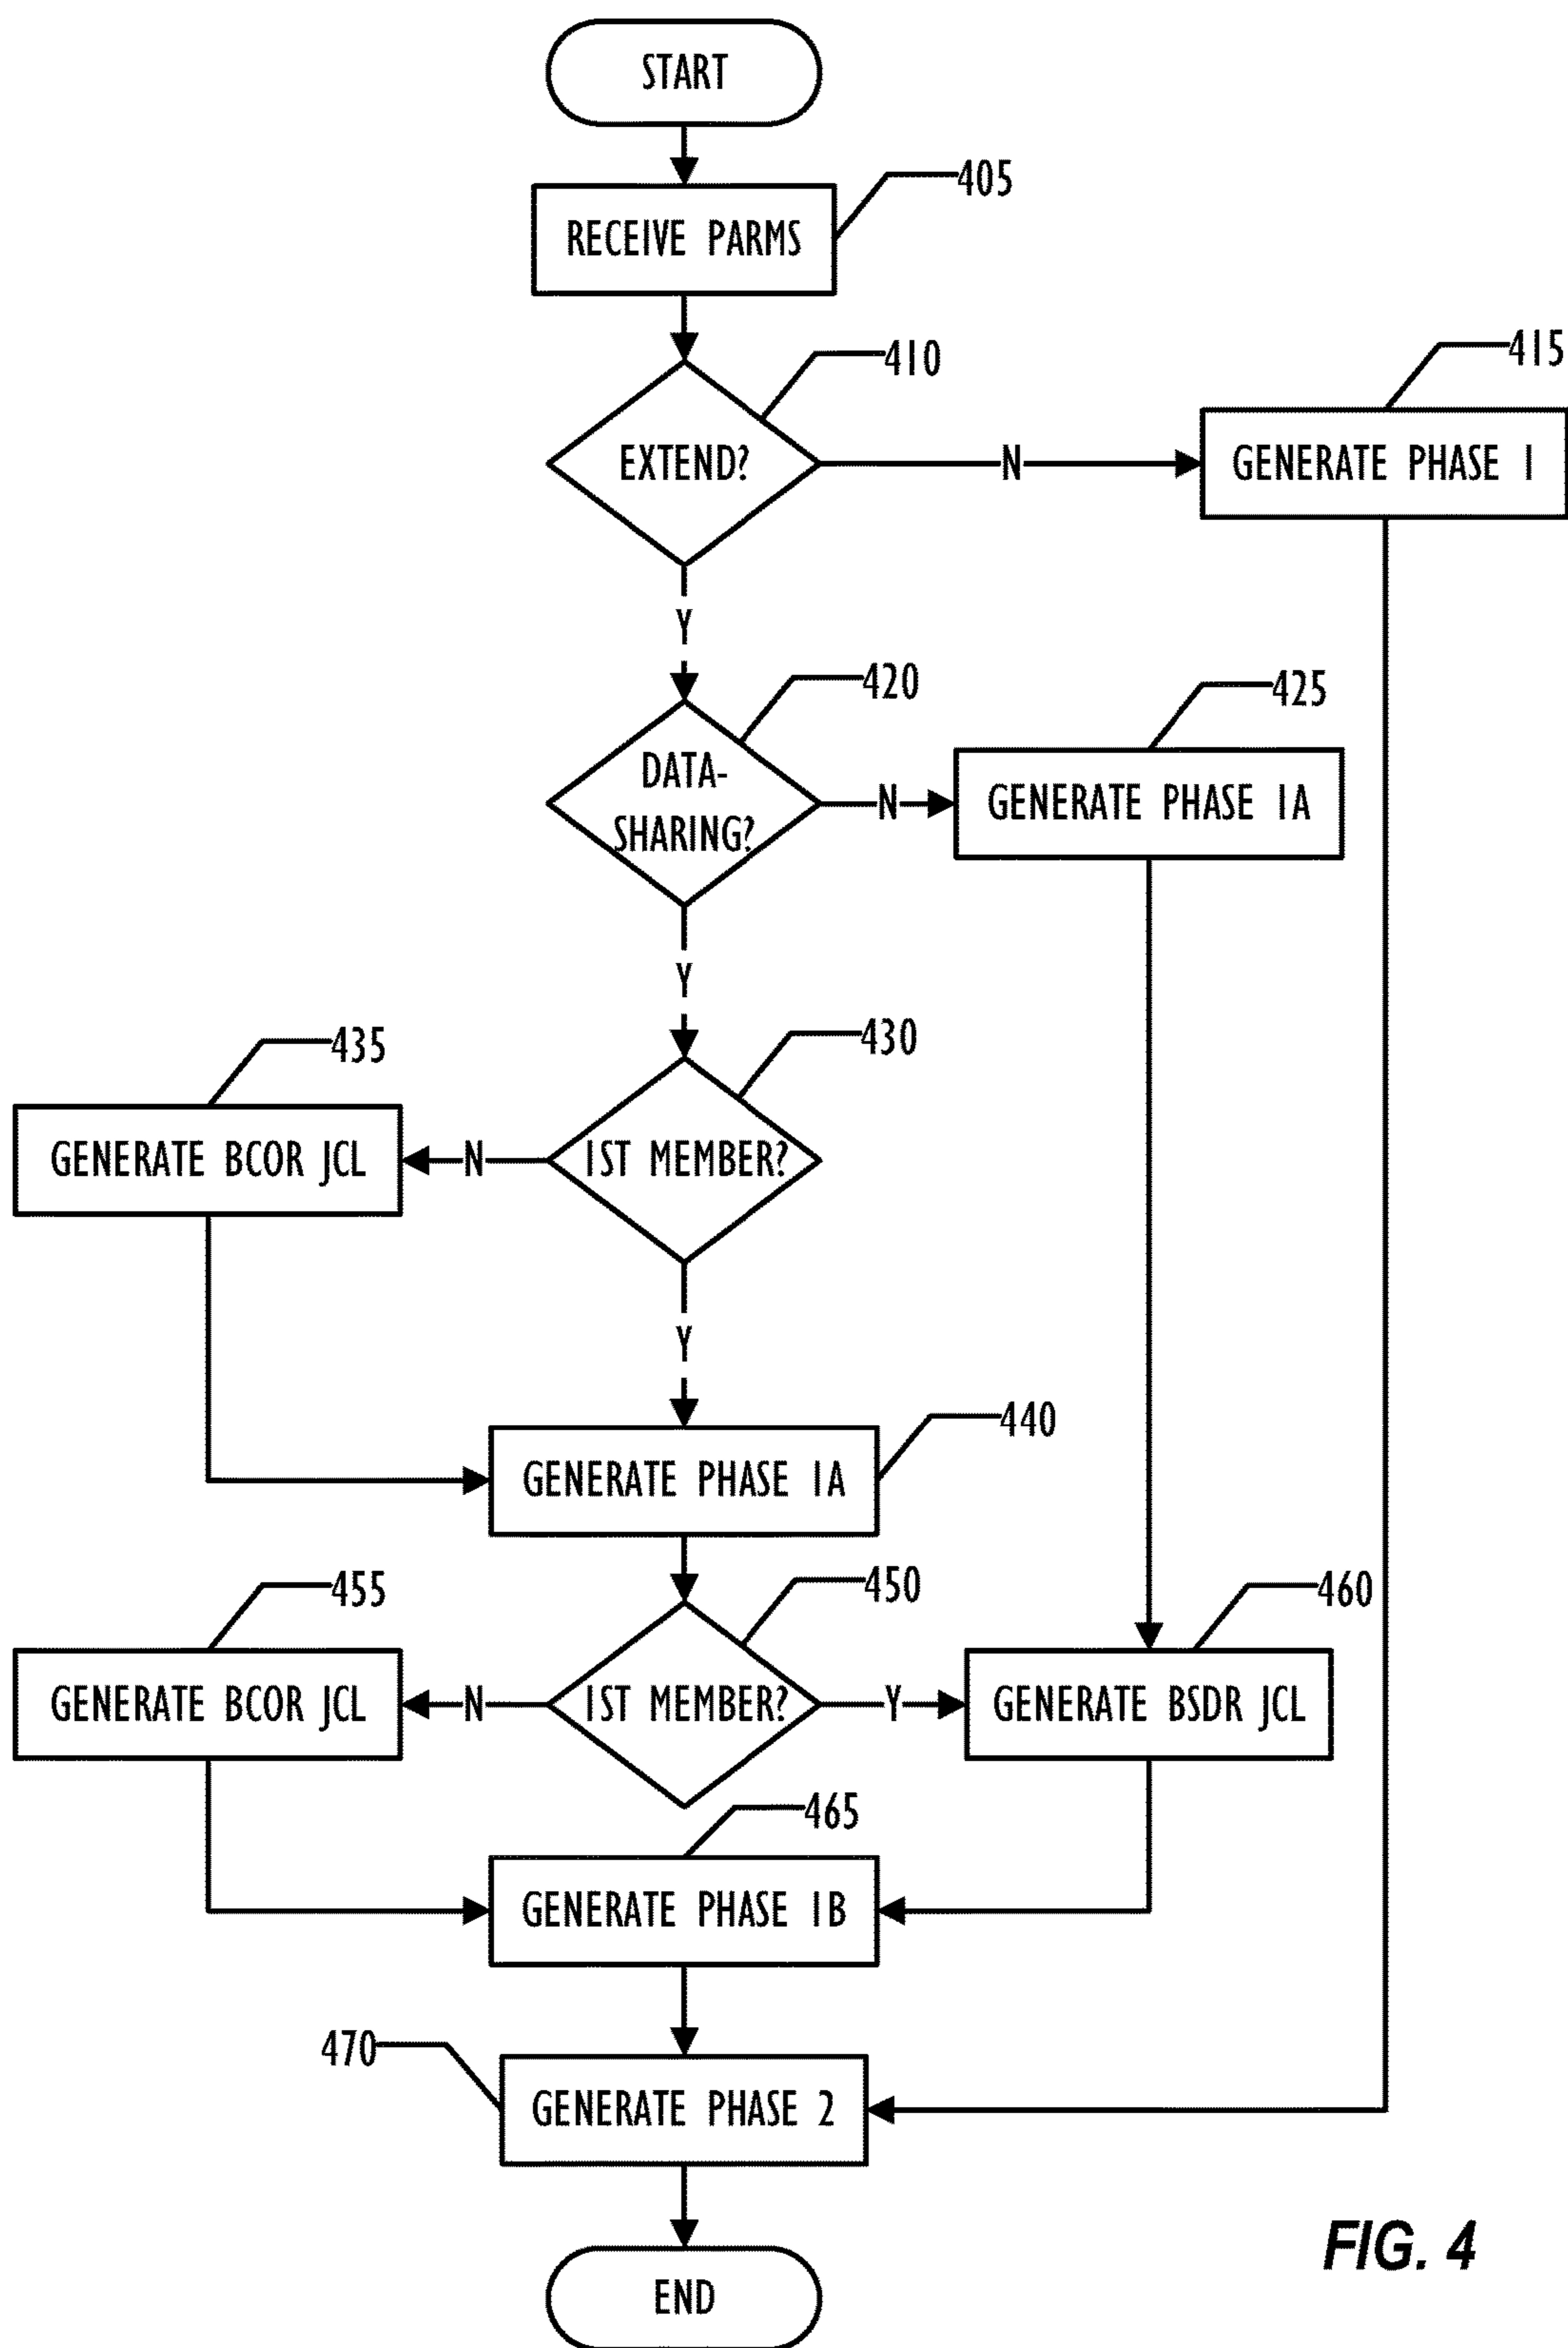 START
405
RECEIVE PARMS
410
415
EXTEND?
N
GENERATE PHASE 1
Y
420
425
DATA-
SHARING?
N
GENERATE PHASE 1A
Y
430
435
GENERATE BCOR JCL
N
1ST MEMBER?
Y
440
GENERATE PHASE 1A
450
455
460
GENERATE BCOR JCL
N
1ST MEMBER?
Y
GENERATE BSDR JCL
465
GENERATE PHASE 1B
470
GENERATE PHASE 2
FIG. 4
END